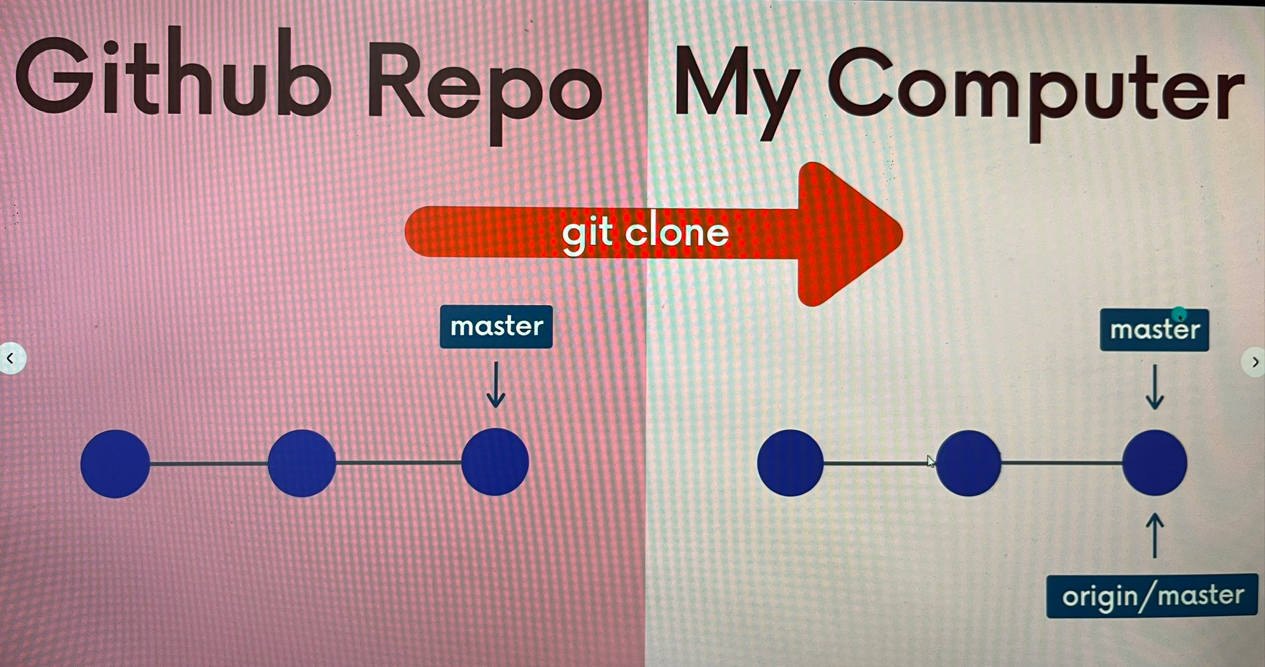 Github Repo
My Computer
git clone
master
master
origin/master